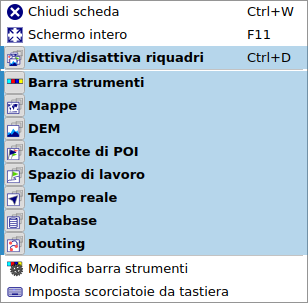 Chiudi scheda Ctrl+W
Schermo intero F11
Attiva/disattiva riquadri Ctrl+D
Barra strumenti
Mappe
DEM
Raccolte di POI
Spazio di lavoro
Tempo reale
Database
Routing
Modifica barra strumenti
Imposta scorciatoie da tastiera